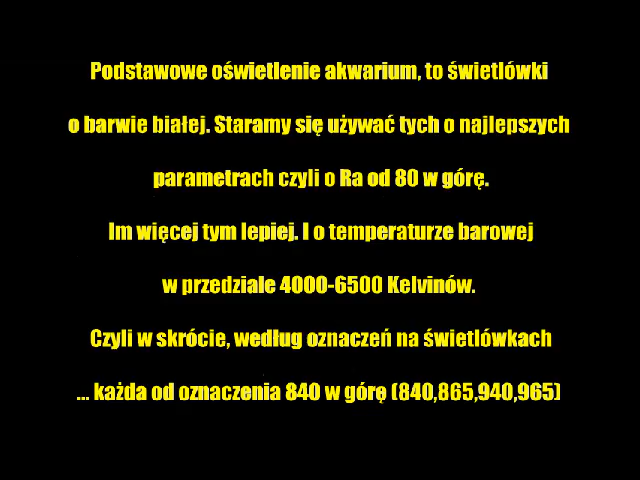 Podstawowe oświetlenie akwarium, to świetlówki
o barwie białej. Staramy się używać tych o najlepszych
parametrach czyli o Ra od 80 w górę.
Im więcej tym lepiej. I o temperaturze barowej
w przedziale 4000-6500 Kelvinów.
Czyli w skrócie, według oznaczeń na świetlówkach
... każda od oznaczenia 840 w górę (840,865,940,965)